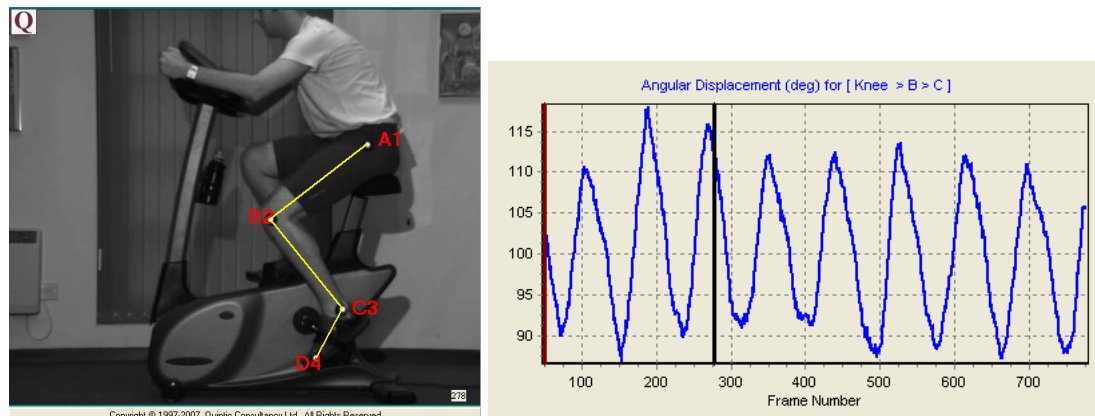 Q
A1
B2
C3
D4
278
Copyright © 1997-2007 Quintic Consultancy Ltd. All Rights Reserved
Angular Displacement (deg) for [ Knee > B > C ]
115
110
105
100
95
90
100 200 300 400 500 600 700
Frame Number